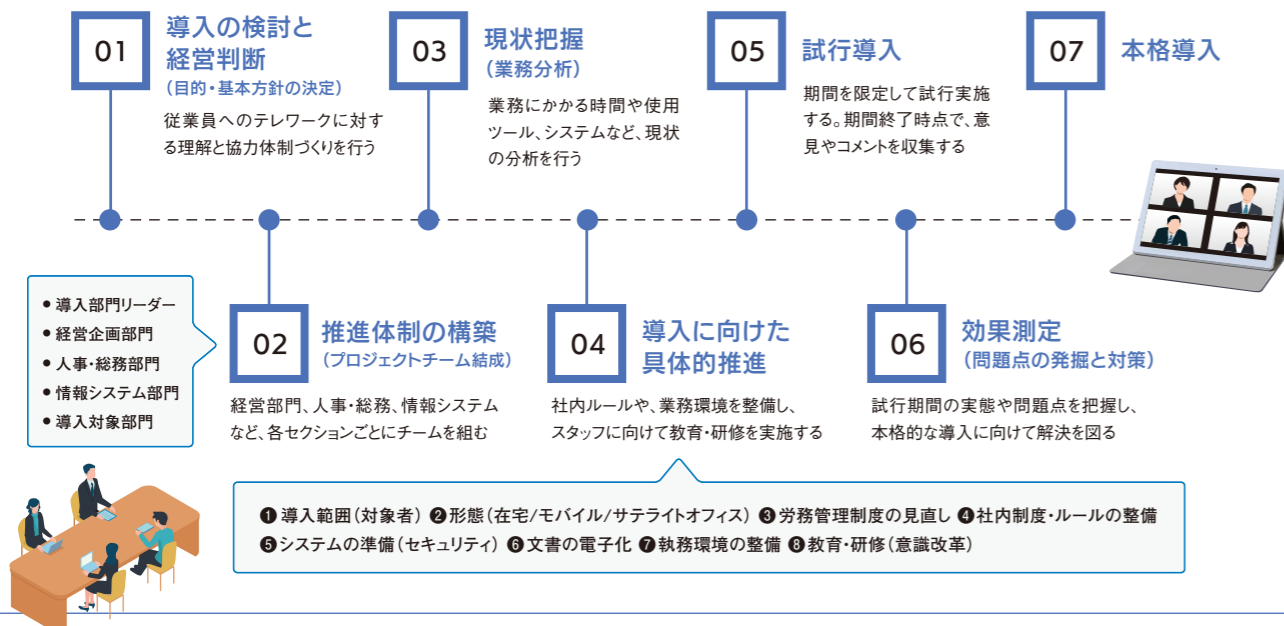 01
導入の検討と
経営判断
(目的・基本方針の決定)
従業員へのテレワークに対す
る理解と協力体制づくりを行う
03
現状把握
(業務分析)
業務にかかる時間や使用
ツール、システムなど、現状
の分析を行う
05
試行導入
期間を限定して試行実施
する。期間終了時点で、意
見やコメントを収集する
07
本格導入
● 導入部門リーダー
● 経営企画部門
● 人事・総務部門
● 情報システム部門
● 導入対象部門
02
推進体制の構築
(プロジェクトチーム結成)
経営部門、人事・総務、情報システム
など、各セクションごとにチームを組む
04
導入に向けた
具体的推進
社内ルールや、業務環境を整備し、
スタッフに向けて教育・研修を実施する
06
効果測定
(問題点の発掘と対策)
試行期間の実態や問題点を把握し、
本格的な導入に向けて解決を図る
❶導入範囲(対象者) ❷形態(在宅/モバイル/サテライトオフィス) ❸労務管理制度の見直し ❹社内制度・ルールの整備
❺システムの準備(セキュリティ) ❻文書の電子化 ❼執務環境の整備 ❽教育・研修(意識改革)